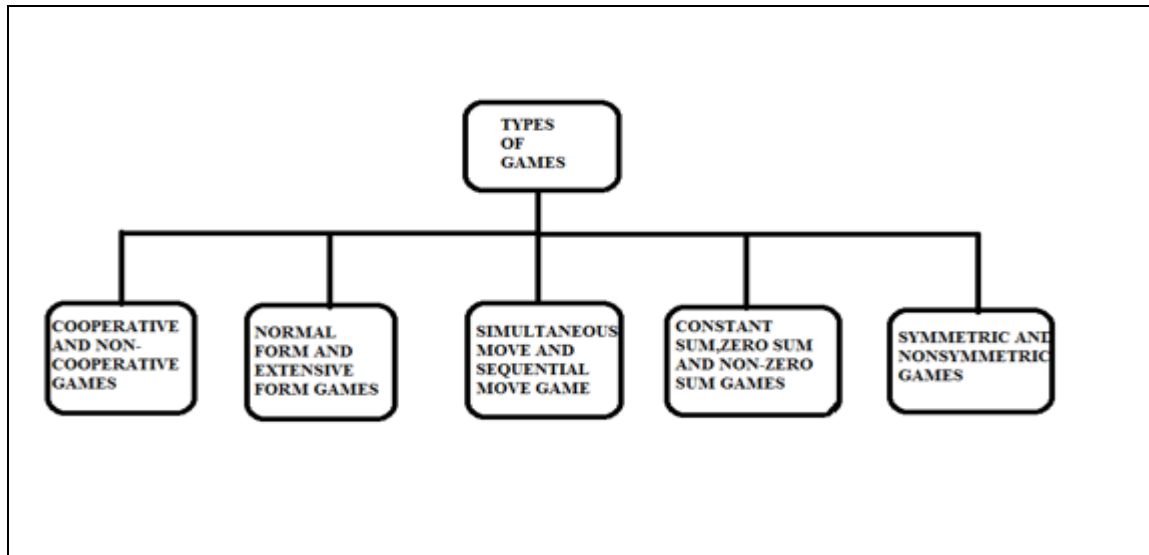 TYPES
OF
GAMES
COOPERATIVE
AND NON-
COOPERATIVE
GAMES
NORMAL
FORM AND
EXTENSIVE
FORM GAMES
SIMULTANEOUS
MOVE AND
SEQUENTIAL
MOVE GAME
CONSTANT
SUM,ZERO SUM
AND NON-ZERO
SUM GAMES
SYMMETRIC AND
NONSYMMETRIC
GAMES